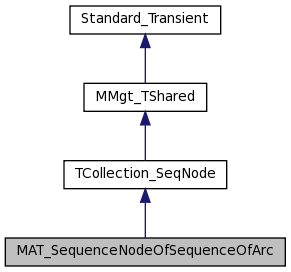 Standard_Transient
MMgt_TShared
TCollection_SeqNode
MAT_SequenceNodeOfSequenceOfArc